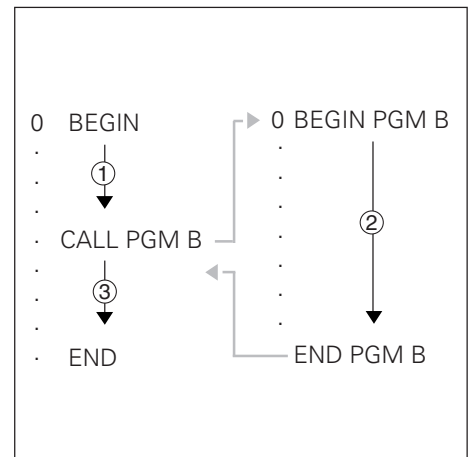 0 BEGIN
①
CALL PGM B
③
END
0 BEGIN PGM B
②
END PGM B